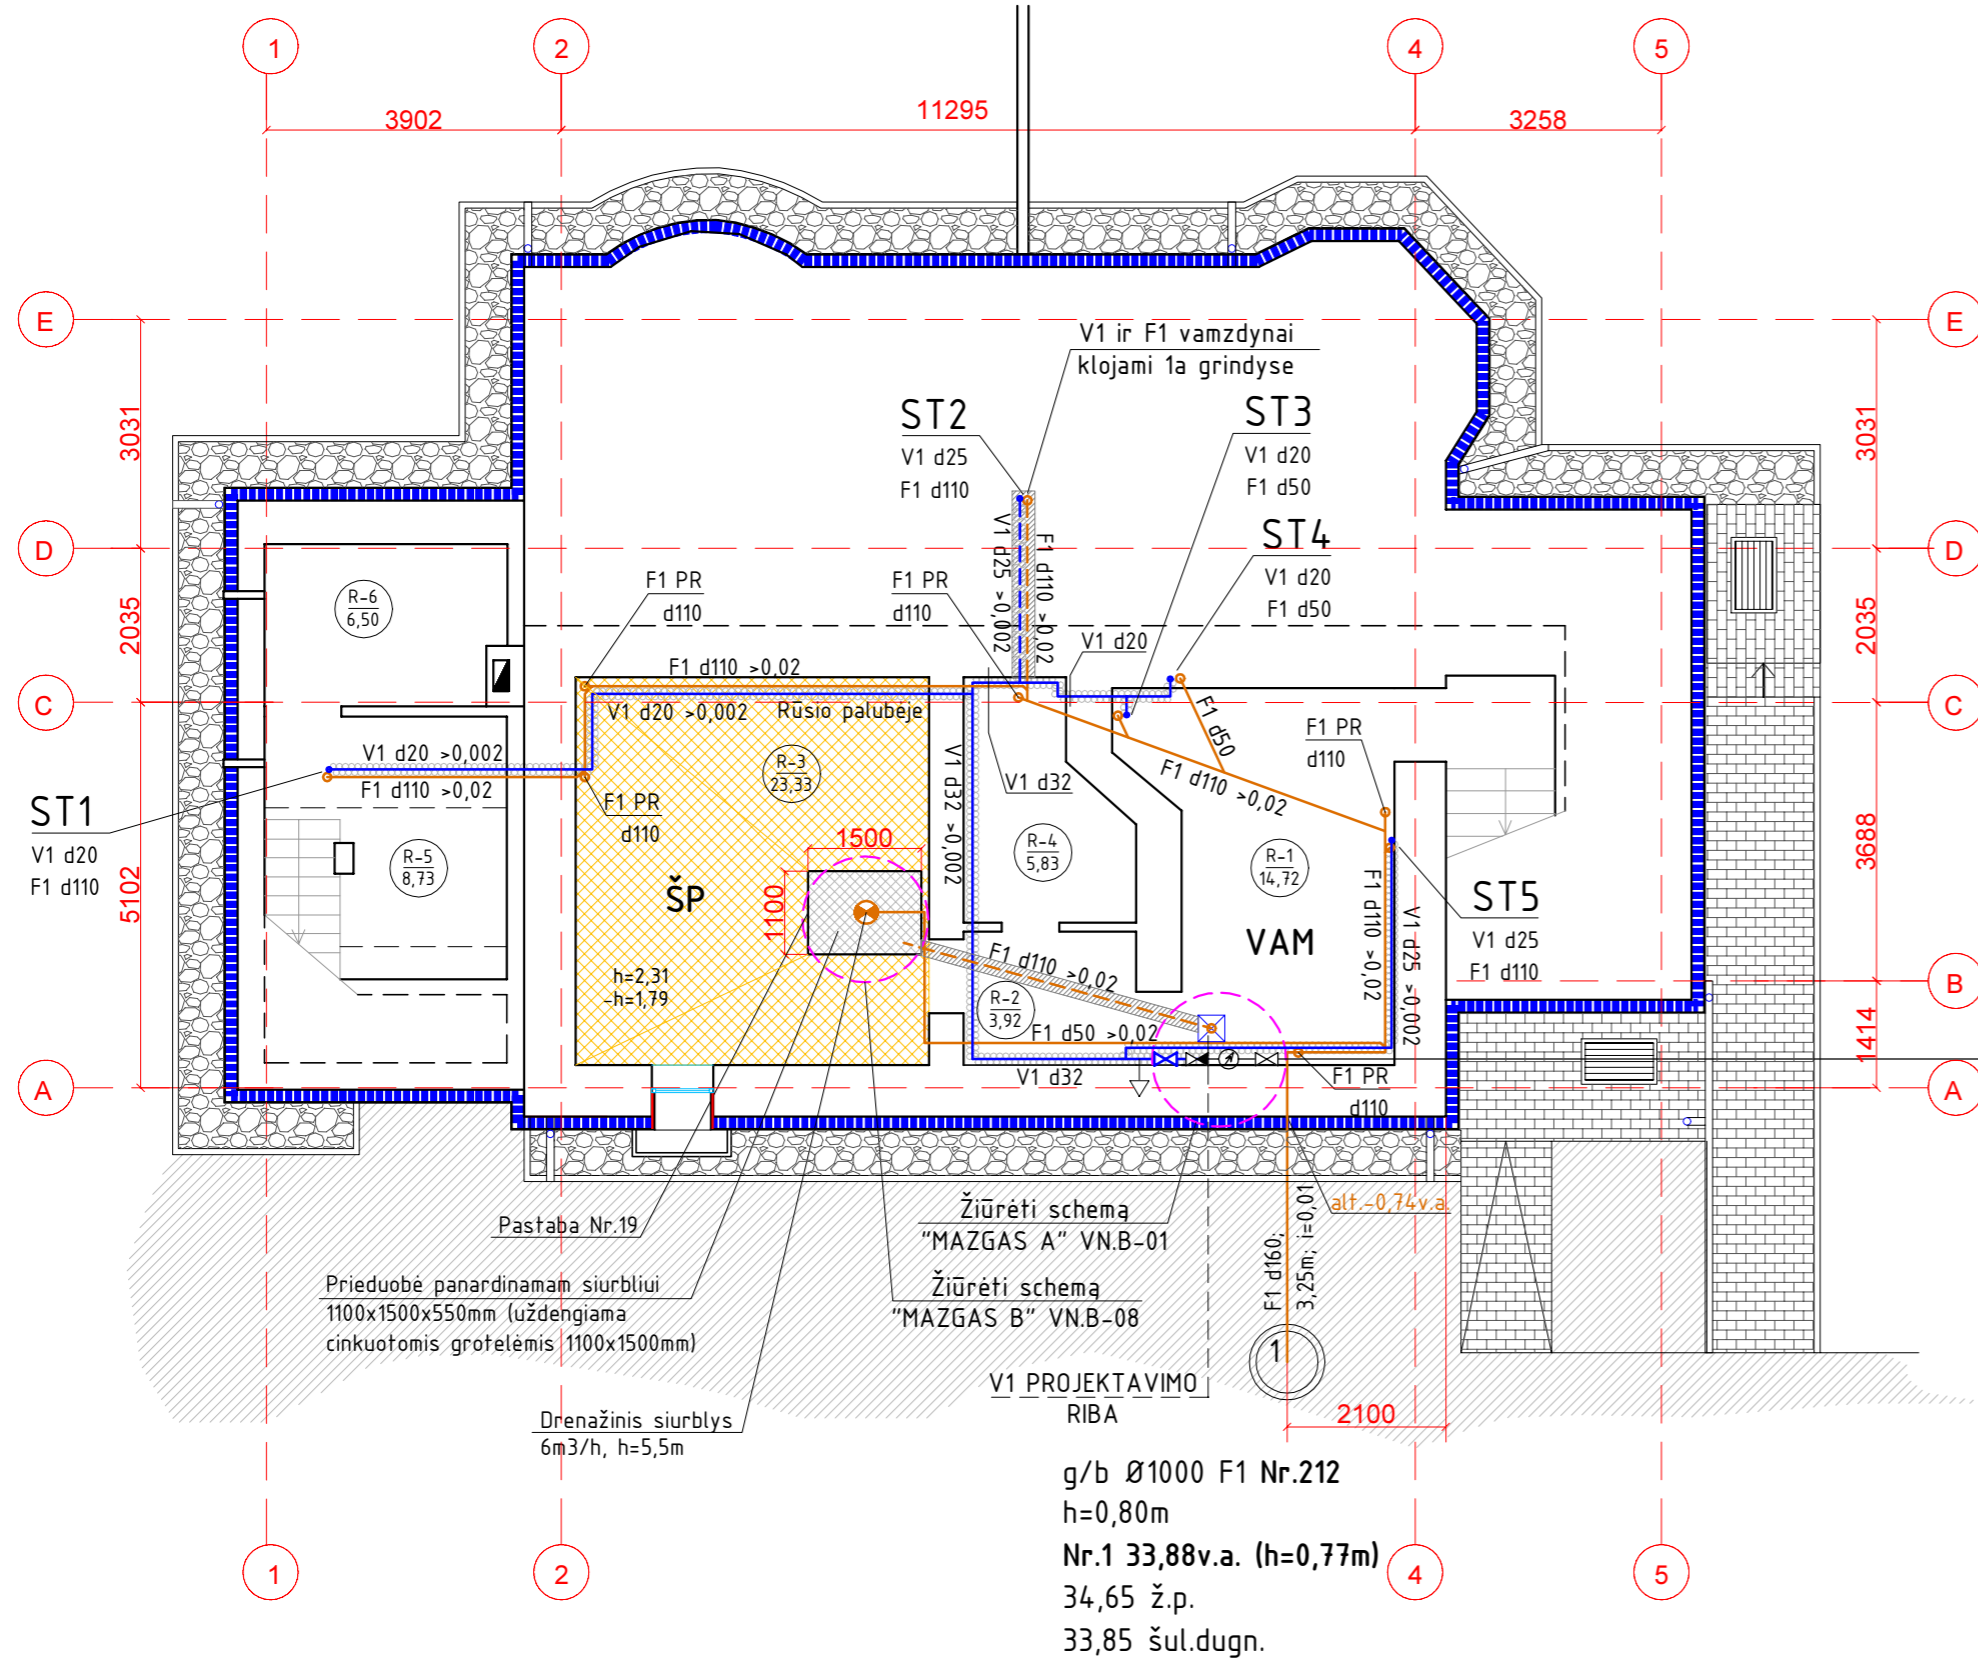 1
2
4
5
3902
11295
3258
E
E
V1 ir F1 vamzdynai
klojami 1a grindyse
ST2
V1 d25
F1 d110
ST3
V1 d20
F1 d50
3031
3031
ST4
V1 d20
F1 d50
V1 d25 >0,002
F1 d110 >0,02
D
D
F1 PR
d110
F1 PR
d110
R-6
6,50
2035
2035
V1 d20
F1 d110 >0,02
C
C
V1 d20 >0,002
Rūsio palubėje
F1 d50
F1 PR
d110
V1 d20 >0,002
F1 d110 >0,02
R-3
23,33
V1 d32 >0,002
V1 d32
F1 d110 >0,02
ST1
V1 d20
F1 d110
F1 PR
d110
1500
R-5
8,73
R-4
5,83
R-1
14,72
3688
5102
ŠP
1100
F1 d110 >0,02
V1 d25 >0,002
ST5
V1 d25
F1 d110
VAM
F1 d110 >0,02
h=2,31
-h=1,79
B
R-2
3,92
F1 d50 >0,02
1414
V1 d32
F1 PR
d110
A
A
Pastaba Nr.19
Žiūrėti schemą
"MAZGAS A" VN.B-01
alt.-0,74v.a.
F1 d160;
3,25m; i=0,01
Prieduobė panardinamam siurbliui
1100x1500x550mm (uždengiama
cinkuotomis grotelėmis 1100x1500mm)
Žiūrėti schemą
"MAZGAS B" VN.B-08
1
V1 PROJEKTAVIMO
RIBA
Drenažinis siurblys
6m3/h, h=5,5m
2100
g/b Ø1000 F1 Nr.212
h=0,80m
Nr.1 33,88v.a. (h=0,77m)
34,65 ž.p.
33,85 šul.dugn.
1
2
4
5